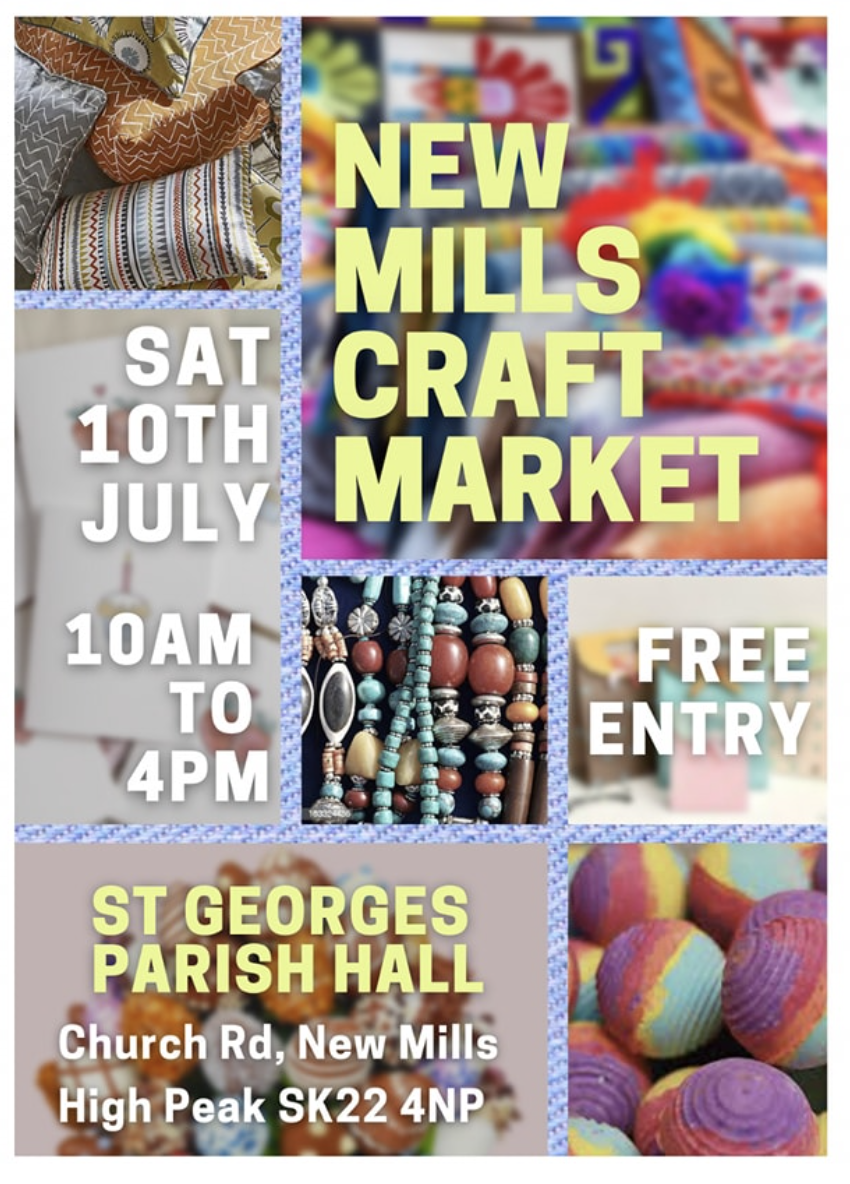 NEW
MILLS
CRAFT
MARKET
SAT
10TH
JULY
10AM
TO
4PM
FREE
ENTRY
ST GEORGES
PARISH HALL
Church Rd, New Mills
High Peak SK22 4NP